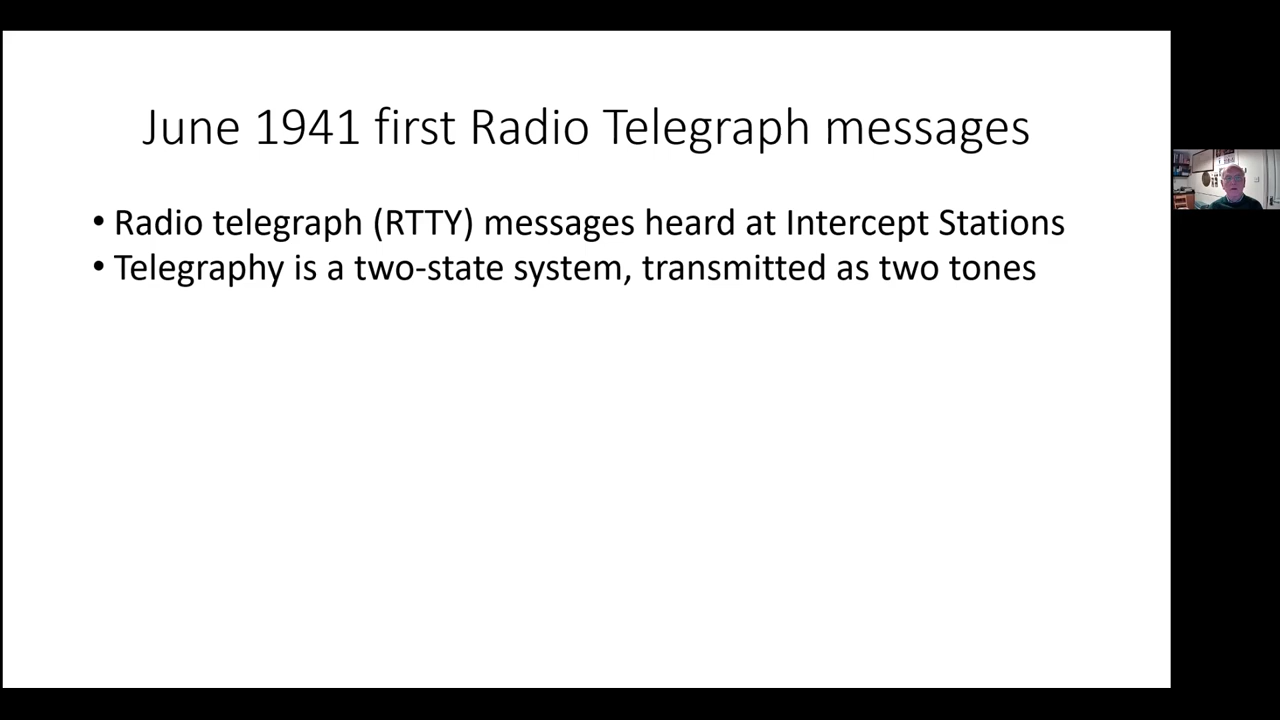 June 1941 first Radio Telegraph messages
• Radio telegraph (RTTY) messages heard at Intercept Stations
• Telegraphy is a two-state system, transmitted as two tones